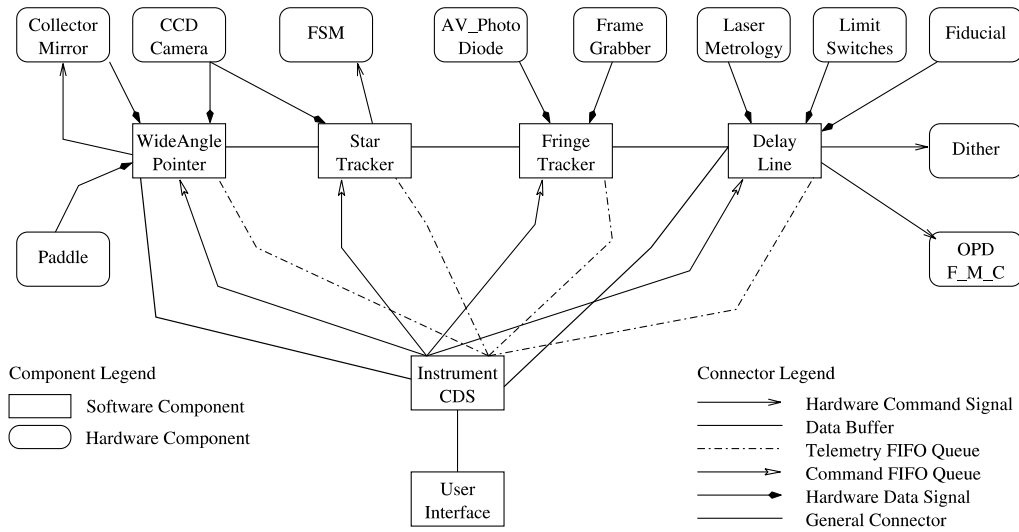 Collector
Mirror
CCD
Camera
FSM
AV_Photo
Diode
Frame
Grabber
Laser
Metrology
Limit
Switches
Fiducial
WideAngle
Pointer
Star
Tracker
Fringe
Tracker
Delay
Line
Dither
Paddle
OPD
F_M_C
Instrument
CDS
User
Interface
Component Legend
Software Component
Hardware Component
Connector Legend
Hardware Command Signal
Data Buffer
Telemetry FIFO Queue
Command FIFO Queue
Hardware Data Signal
General Connector